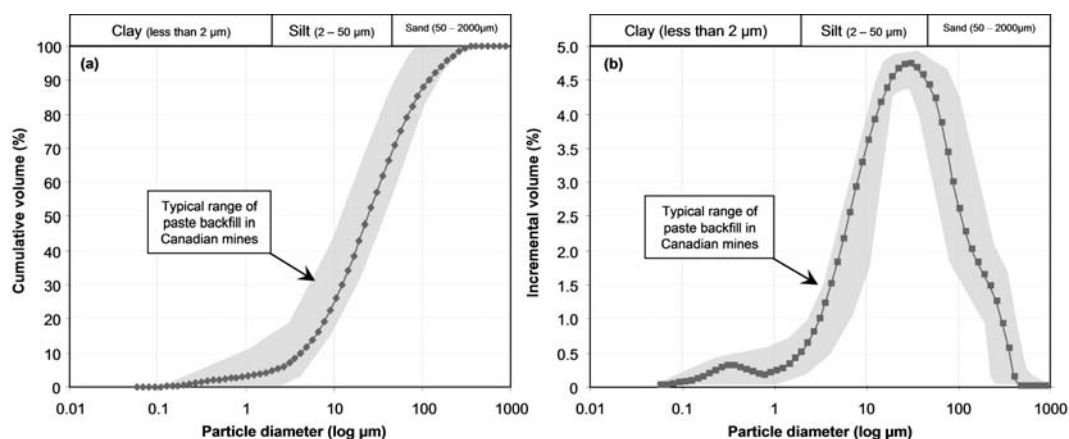 Clay (less than 2 µm) Silt (2 – 50 µm) Sand (50 – 2000µm)
(a)
100
90
80
70
60
50
40
30
20
10
0
Cumulative volume (%)
Typical range of
paste backfill in
Canadian mines
0.01 0.1 1 10 100 1000
Particle diameter (log µm)
Clay (less than 2 µm) Silt (2 – 50 µm) Sand (50 – 2000µm)
(b)
5.0
4.5
4.0
3.5
3.0
2.5
2.0
1.5
1.0
0.5
0.0
Incremental volume (%)
Typical range of
paste backfill in
Canadian mines
0.01 0.1 1 10 100 1000
Particle diameter (log µm)